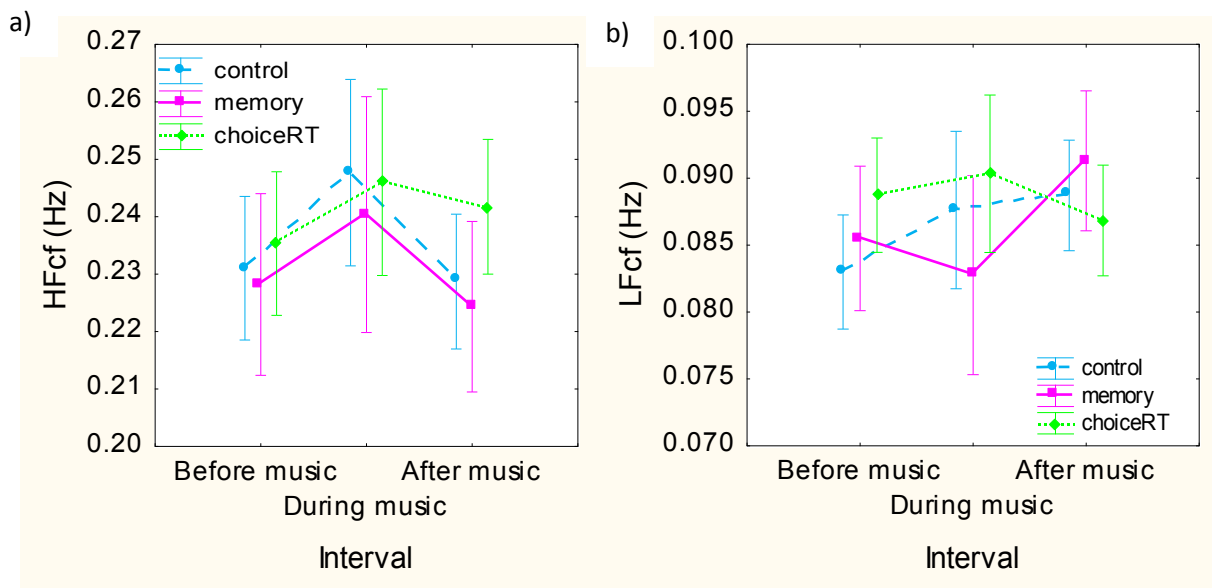 a)
HFcf (Hz)
0.27
0.26
0.25
0.24
0.23
0.22
0.21
0.20
control
memory
choiceRT
Before music
During music
After music
Interval
b)
LFcf (Hz)
0.100
0.095
0.090
0.085
0.080
0.075
0.070
control
memory
choiceRT
Before music
During music
After music
Interval